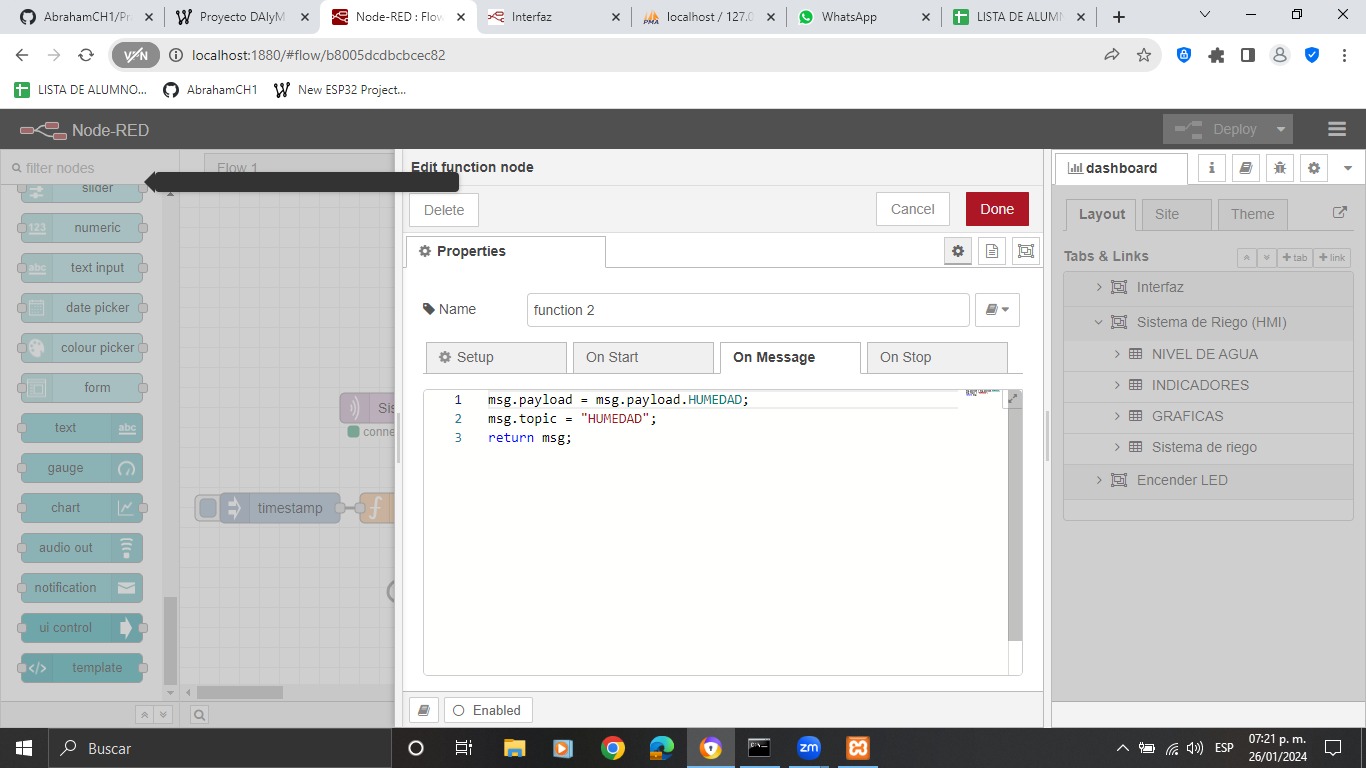 AbrahamCH1/Pr
Proyecto DAlyM
Node-RED : Flow
Interfaz
localhost / 127.0
WhatsApp
LISTA DE ALUMN
VPN
localhost:1880/#flow/b8005dcdbcbcec82
LISTA DE ALUMNO...
AbrahamCH1
New ESP32 Project...
Node-RED
Deploy
filter nodes
Flow 1
Edit function node
dashboard
slider
Delete
Cancel
Done
Layout
Site
Theme
123
numeric
Properties
Tabs & Links
tab
link
abc
text input
Interfaz
date picker
Name
function 2
Sistema de Riego (HMI)
colour picker
Setup
On Start
On Message
On Stop
NIVEL DE AGUA
form
INDICADORES
1 msg.payload = msg.payload.HUMEDAD;
2 msg.topic = "HUMEDAD";
3 return msg;
Sis
GRAFICAS
text
abc
conne
Sistema de riego
gauge
Encender LED
chart
timestamp
audio out
notification
ui control
template
Enabled
Buscar
zm
ESP
07:21 p. m.
26/01/2024